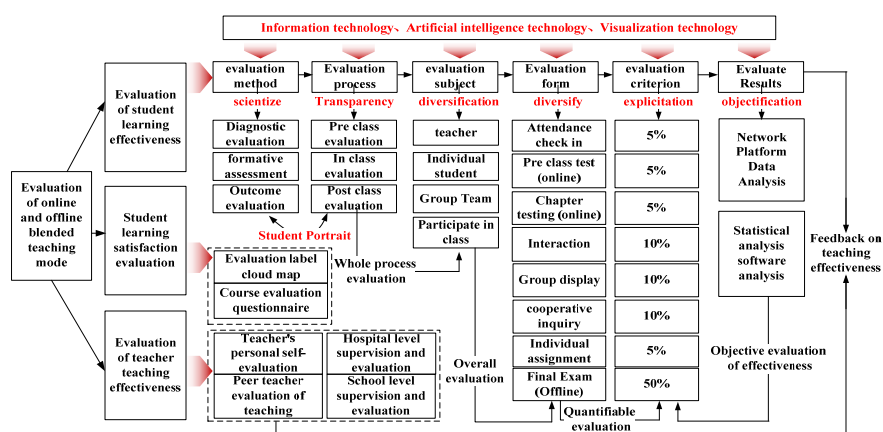 Information technology、Artificial intelligence technology、Visualization technology
Evaluation
of student
learning
effectiveness
evaluation
method
Evaluation
process
evaluation
subject
Evaluation
form
evaluation
criterion
Evaluate
Results
scientize
Transparency
diversification
diversify
explicitation
objectification
Diagnostic
evaluation
formative
assessment
Outcome
evaluation
Pre class
evaluation
In class
evaluation
Post class
evaluation
teacher
Individual
student
Group Team
Participate in
class
Attendance
check in
Pre class test
(online)
Chapter
testing (online)
Interaction
Group display
cooperative
inquiry
Individual
assignment
Final Exam
(Offline)
5%
5%
5%
10%
10%
10%
5%
50%
Network
Platform
Data
Analysis
Statistical
analysis
software
analysis
Evaluation
of online
and offline
blended
teaching
mode
Student
learning
satisfaction
evaluation
Student Portrait
Evaluation label
cloud map
Course evaluation
questionnaire
Whole process
evaluation
Feedback on
teaching
effectiveness
Evaluation
of teacher
teaching
effectiveness
Teacher's
personal self-
evaluation
Hospital level
supervision and
evaluation
Peer teacher
evaluation of
teaching
School level
supervision and
evaluation
Overall
evaluation
Quantifiable
evaluation
Objective evaluation
of effectiveness